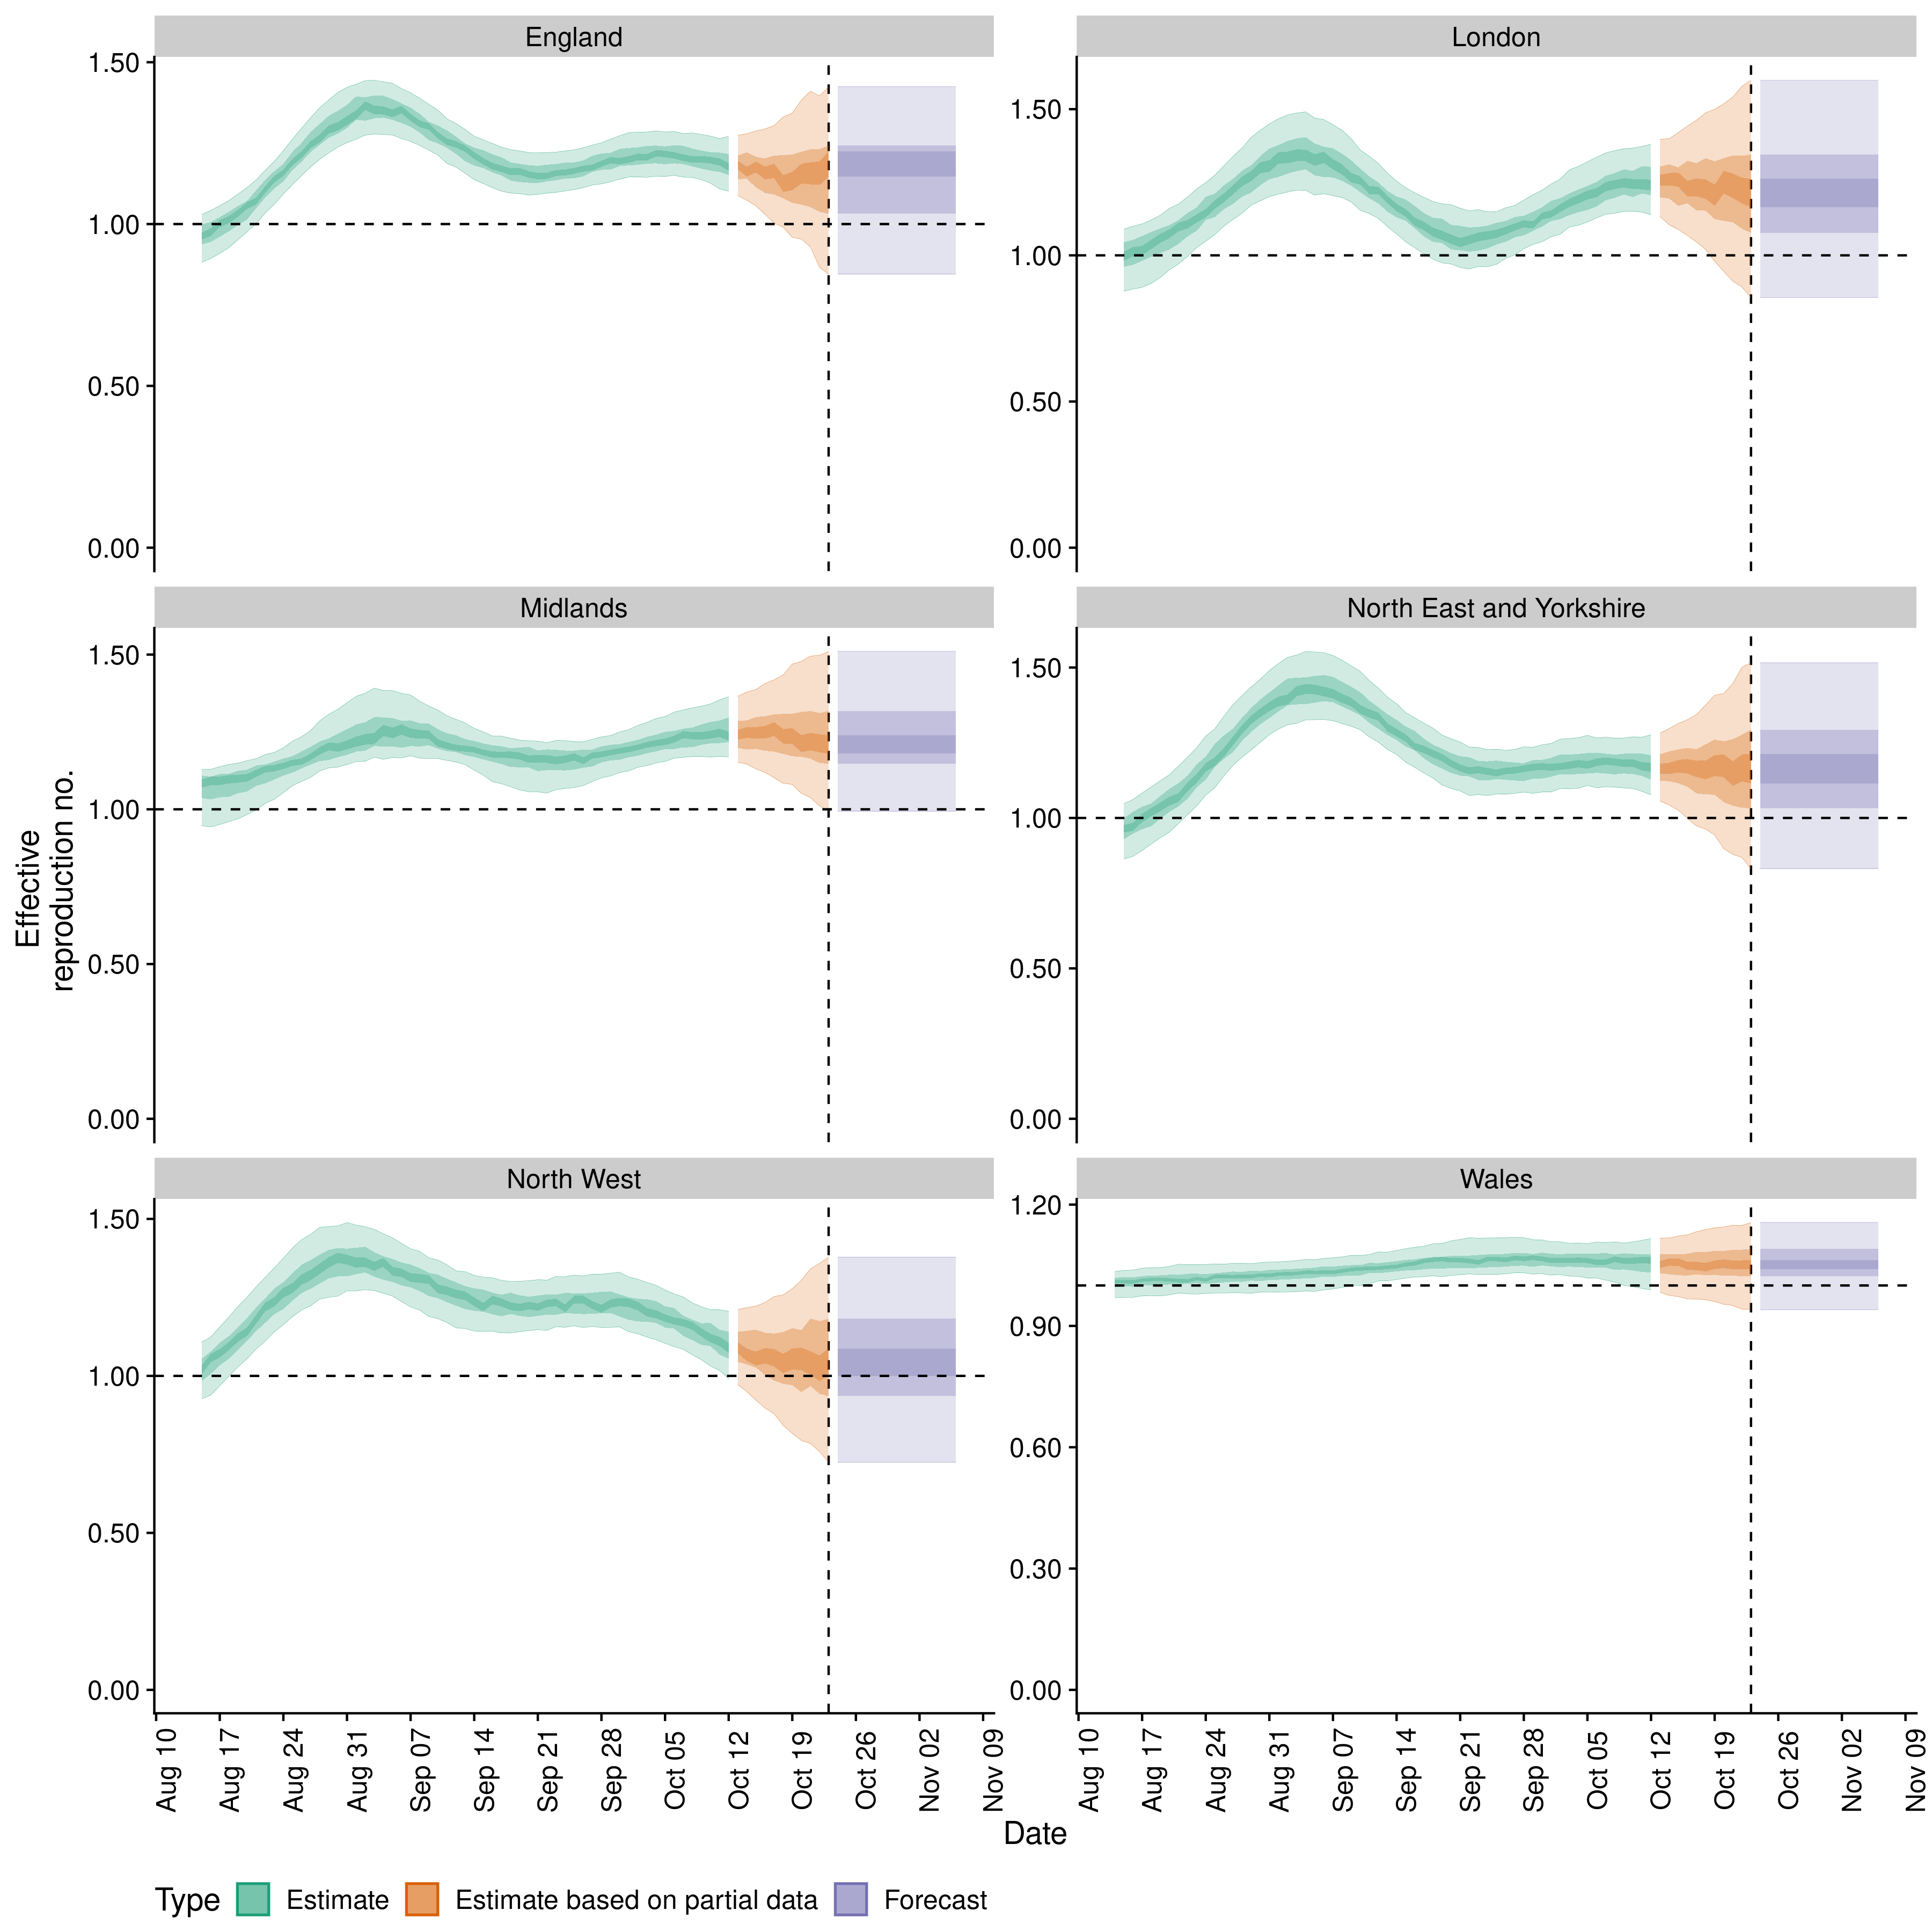 England
London
1.50
1.00
0.50
0.00
1.50
1.00
0.50
0.00
Midlands
North East and Yorkshire
1.50
1.00
0.50
0.00
1.50
1.00
0.50
0.00
Effective
reproduction no.
North West
Wales
1.50
1.00
0.50
0.00
1.20
0.90
0.60
0.30
0.00
Aug 10
Aug 17
Aug 24
Aug 31
Sep 07
Sep 14
Sep 21
Sep 28
Oct 05
Oct 12
Oct 19
Oct 26
Nov 02
Nov 09
Aug 10
Aug 17
Aug 24
Aug 31
Sep 07
Sep 14
Sep 21
Sep 28
Oct 05
Oct 12
Oct 19
Oct 26
Nov 02
Nov 09
Date
Type Estimate Estimate based on partial data Forecast